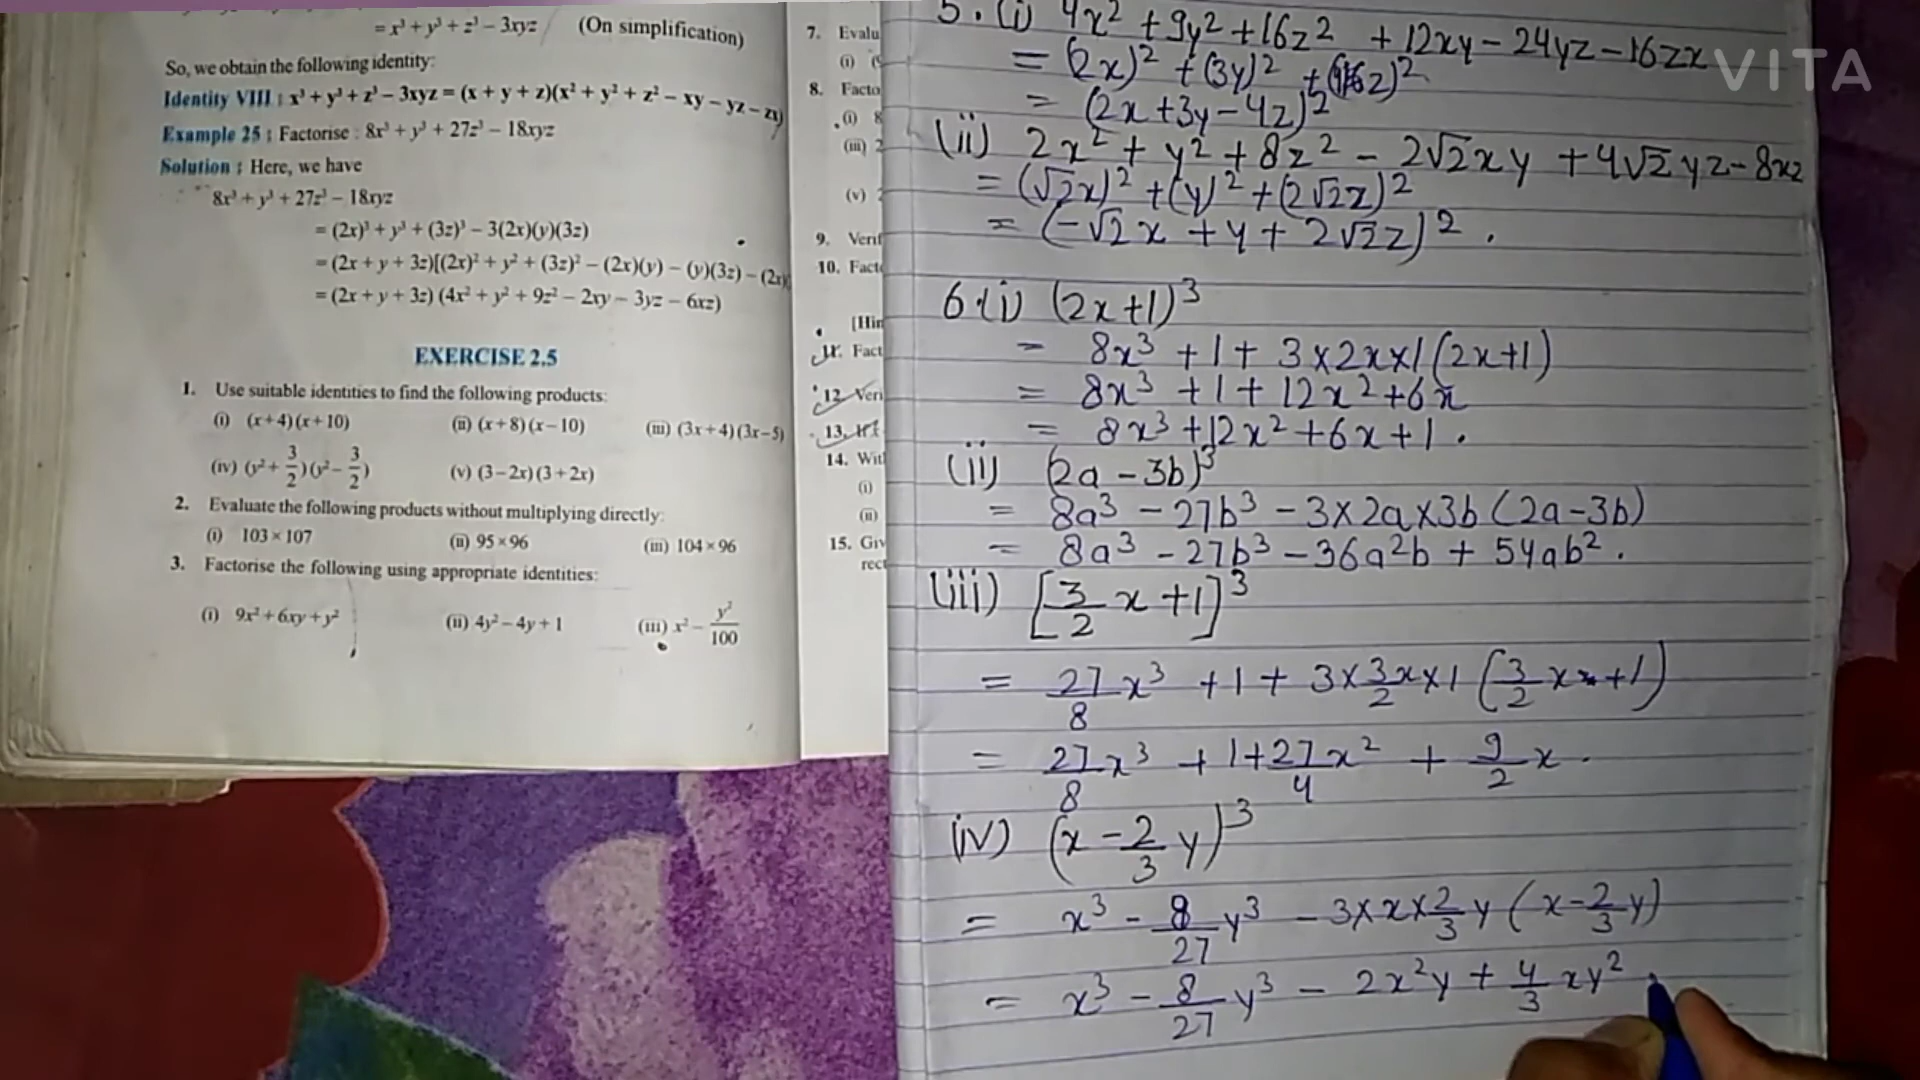 = x³ + y³ + z³ – 3xyz (On simplification)
So, we obtain the following identity:
Identity VIII : x³ + y³ + z³ – 3xyz = (x + y + z)(x² + y² + z² – xy – yz – zx)
Example 25 : Factorise : 8x³ + y³ + 27z³ – 18xyz
Solution : Here, we have
8x³ + y³ + 27z³ – 18xyz
= (2x)³ + y³ + (3z)³ – 3(2x)(y)(3z)
= (2x + y + 3z)[(2x)² + y² + (3z)² – (2x)(y) – (y)(3z) – (2x)
= (2x + y + 3z) (4x² + y² + 9z² – 2xy – 3yz – 6xz)
EXERCISE 2.5
1. Use suitable identities to find the following products:
(i) (x+4)(x+10) (ii) (x+8)(x–10) (iii) (3x+4)(3x–5)
(iv) (y²+ 3/2)(y²– 3/2) (v) (3–2x)(3+2x)
2. Evaluate the following products without multiplying directly:
(i) 103×107 (ii) 95×96 (iii) 104×96
3. Factorise the following using appropriate identities:
(i) 9x²+6xy+y² (ii) 4y²–4y+1 (iii) x² – y²/100
7. Evalu
(i)
8. Facto
(i) 8
(iii) 2
(v)
9. Verif
10. Facto
[Hin
11. Fact
12. Veri
13. If
14. Wit
(i)
(ii)
15. Giv
rect
5. (i) 4x² + 9y² + 16z² + 12xy – 24yz – 16zx
= (2x)² + (3y)² + z)²
= (2x + 3y – 4z)²
(ii) 2x² + y² + 8z² – 2√2xy + 4√2yz – 8xz
= (√2x)² + (y)² + (2√2z)²
= (–√2x + y + 2√2z)².
6.(i) (2x+1)³
= 8x³ + 1 + 3×2x×1(2x+1)
= 8x³ + 1 + 12x² + 6x
= 8x³ + 12x² + 6x + 1.
(ii) (2a – 3b)³
= 8a³ – 27b³ – 3×2a×3b(2a–3b)
= 8a³ – 27b³ – 36a²b + 54ab².
(iii) [3/2 x + 1]³
= 27/8 x³ + 1 + 3×3/2x×1(3/2 x + 1)
= 27/8 x³ + 1 + 27/4 x² + 9/2 x.
(iv) (x – 2/3 y)³
= x³ – 8/27 y³ – 3×x×2/3 y(x – 2/3 y)
= x³ – 8/27 y³ – 2x²y + 4/3 xy²
VITA